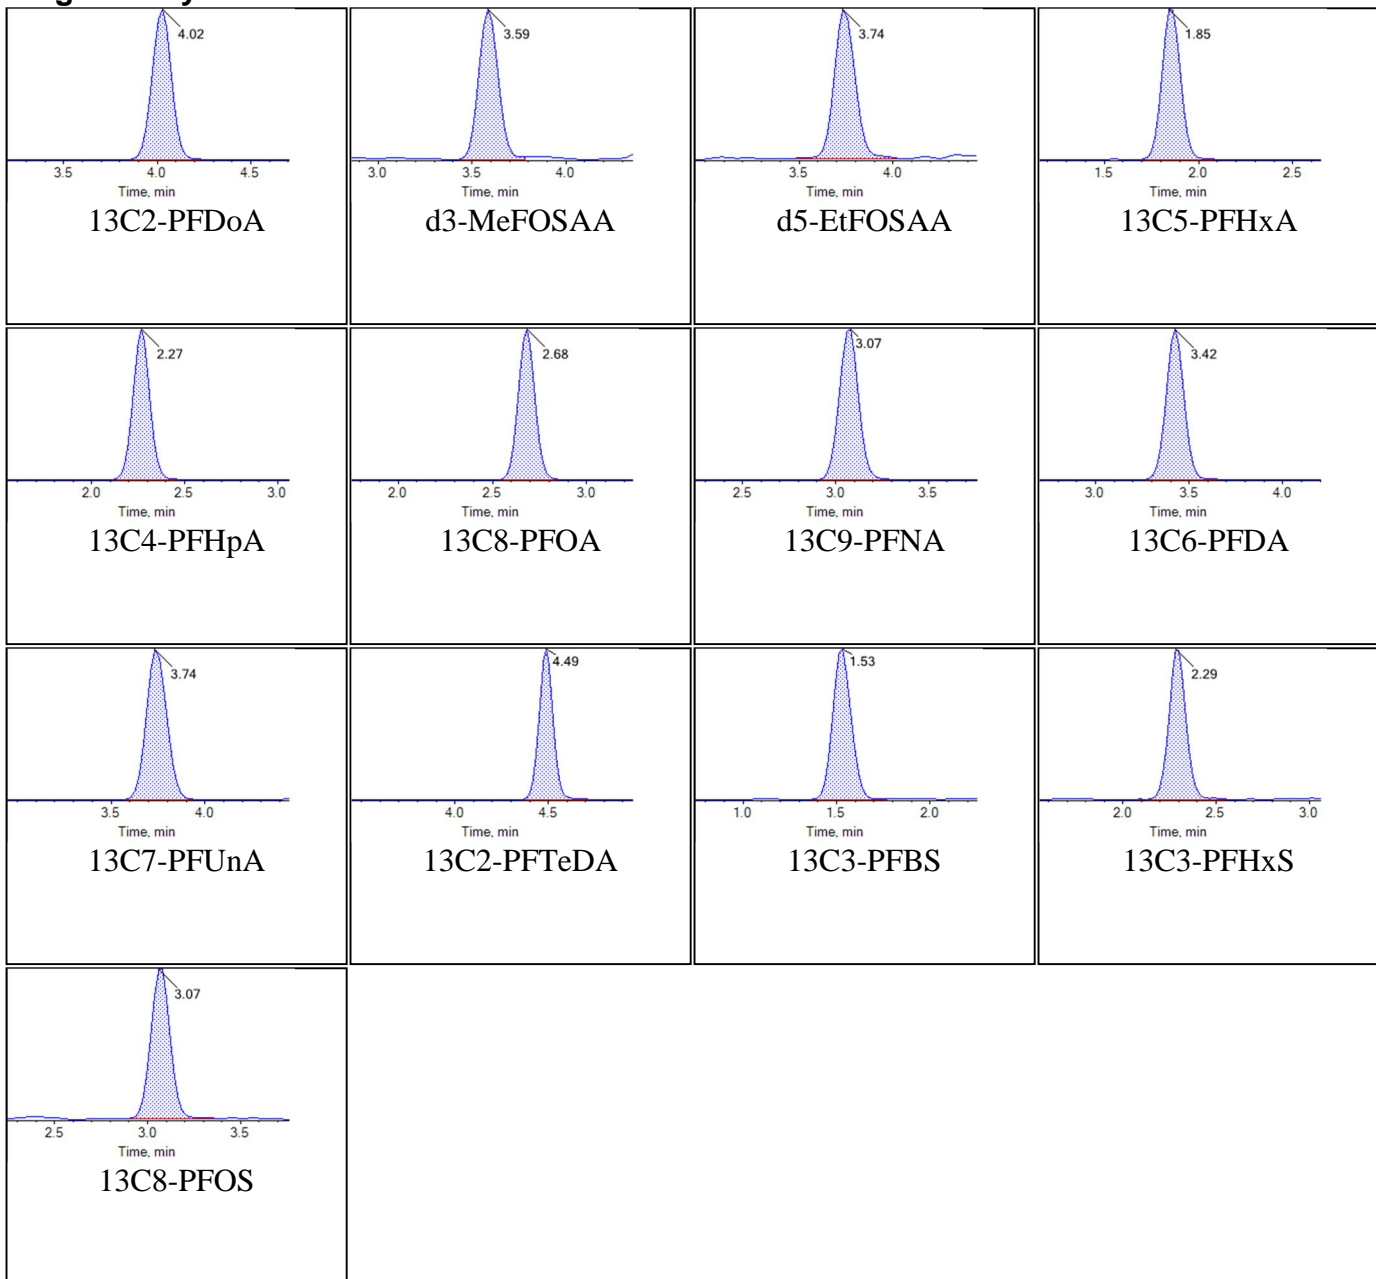 4.02 3.59 3.74 1.85
3.5 4.0 4.5 3.0 3.5 4.0 3.5 4.0 1.5 2.0 2.5
Time, min Time, min Time, min Time, min
13C2-PFDoA d3-MeFOSAA d5-EtFOSAA 13C5-PFHxA
2.27 2.68 3.07 3.42
2.0 2.5 3.0 2.0 2.5 3.0 2.5 3.0 3.5 3.0 3.5 4.0
Time, min Time, min Time, min Time, min
13C4-PFHpA 13C8-PFOA 13C9-PFNA 13C6-PFDA
3.74 4.49 1.53 2.29
3.5 4.0 4.0 4.5 1.0 1.5 2.0 2.0 2.5 3.0
Time, min Time, min Time, min Time, min
13C7-PFUnA 13C2-PFTeDA 13C3-PFBS 13C3-PFHxS
3.07
2.5 3.0 3.5
Time, min
13C8-PFOS